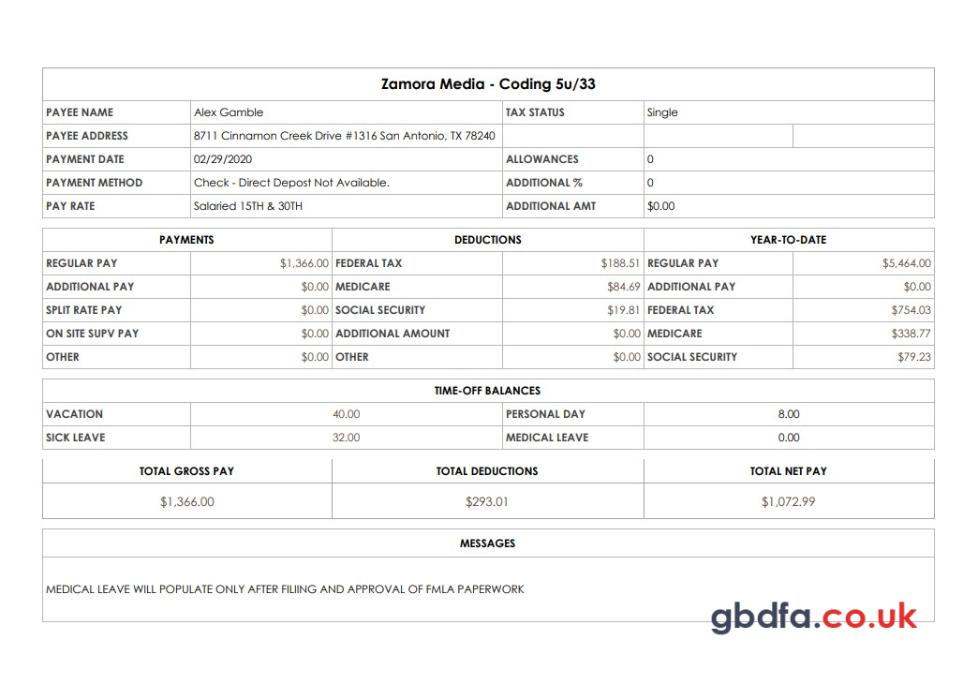 Zamora Media - Coding 5u/33
PAYEE NAME Alex Gamble TAX STATUS Single
PAYEE ADDRESS 8711 Cinnamon Creek Drive #1316 San Antonio, TX 78240
PAYMENT DATE 02/29/2020 ALLOWANCES 0
PAYMENT METHOD Check - Direct Depost Not Available. ADDITIONAL % 0
PAY RATE Salaried 15TH & 30TH ADDITIONAL AMT $0.00
PAYMENTS DEDUCTIONS YEAR-TO-DATE
REGULAR PAY $1,366.00 FEDERAL TAX $188.51 REGULAR PAY $5,464.00
ADDITIONAL PAY $0.00 MEDICARE $84.69 ADDITIONAL PAY $0.00
SPLIT RATE PAY $0.00 SOCIAL SECURITY $19.81 FEDERAL TAX $754.03
ON SITE SUPV PAY $0.00 ADDITIONAL AMOUNT $0.00 MEDICARE $338.77
OTHER $0.00 OTHER $0.00 SOCIAL SECURITY $79.23
TIME-OFF BALANCES
VACATION 40.00 PERSONAL DAY 8.00
SICK LEAVE 32.00 MEDICAL LEAVE 0.00
TOTAL GROSS PAY TOTAL DEDUCTIONS TOTAL NET PAY
$1,366.00 $293.01 $1,072.99
MESSAGES
MEDICAL LEAVE WILL POPULATE ONLY AFTER FILIING AND APPROVAL OF FMLA PAPERWORK
gbdfa.co.uk